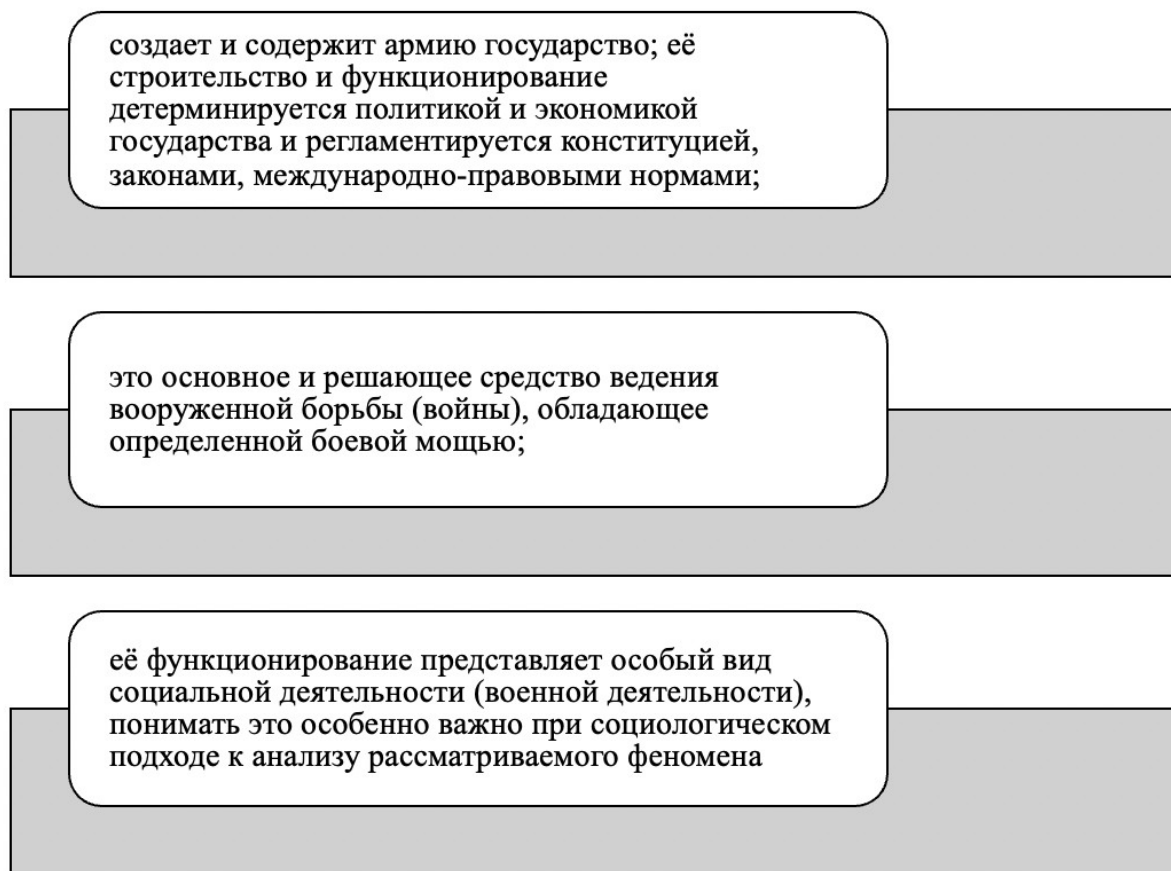 создает и содержит армию государство; её
строительство и функционирование
детерминируется политикой и экономикой
государства и регламентируется конституцией,
законами, международно-правовыми нормами;
это основное и решающее средство ведения
вооруженной борьбы (войны), обладающее
определенной боевой мощью;
её функционирование представляет особый вид
социальной деятельности (военной деятельности),
понимать это особенно важно при социологическом
подходе к анализу рассматриваемого феномена